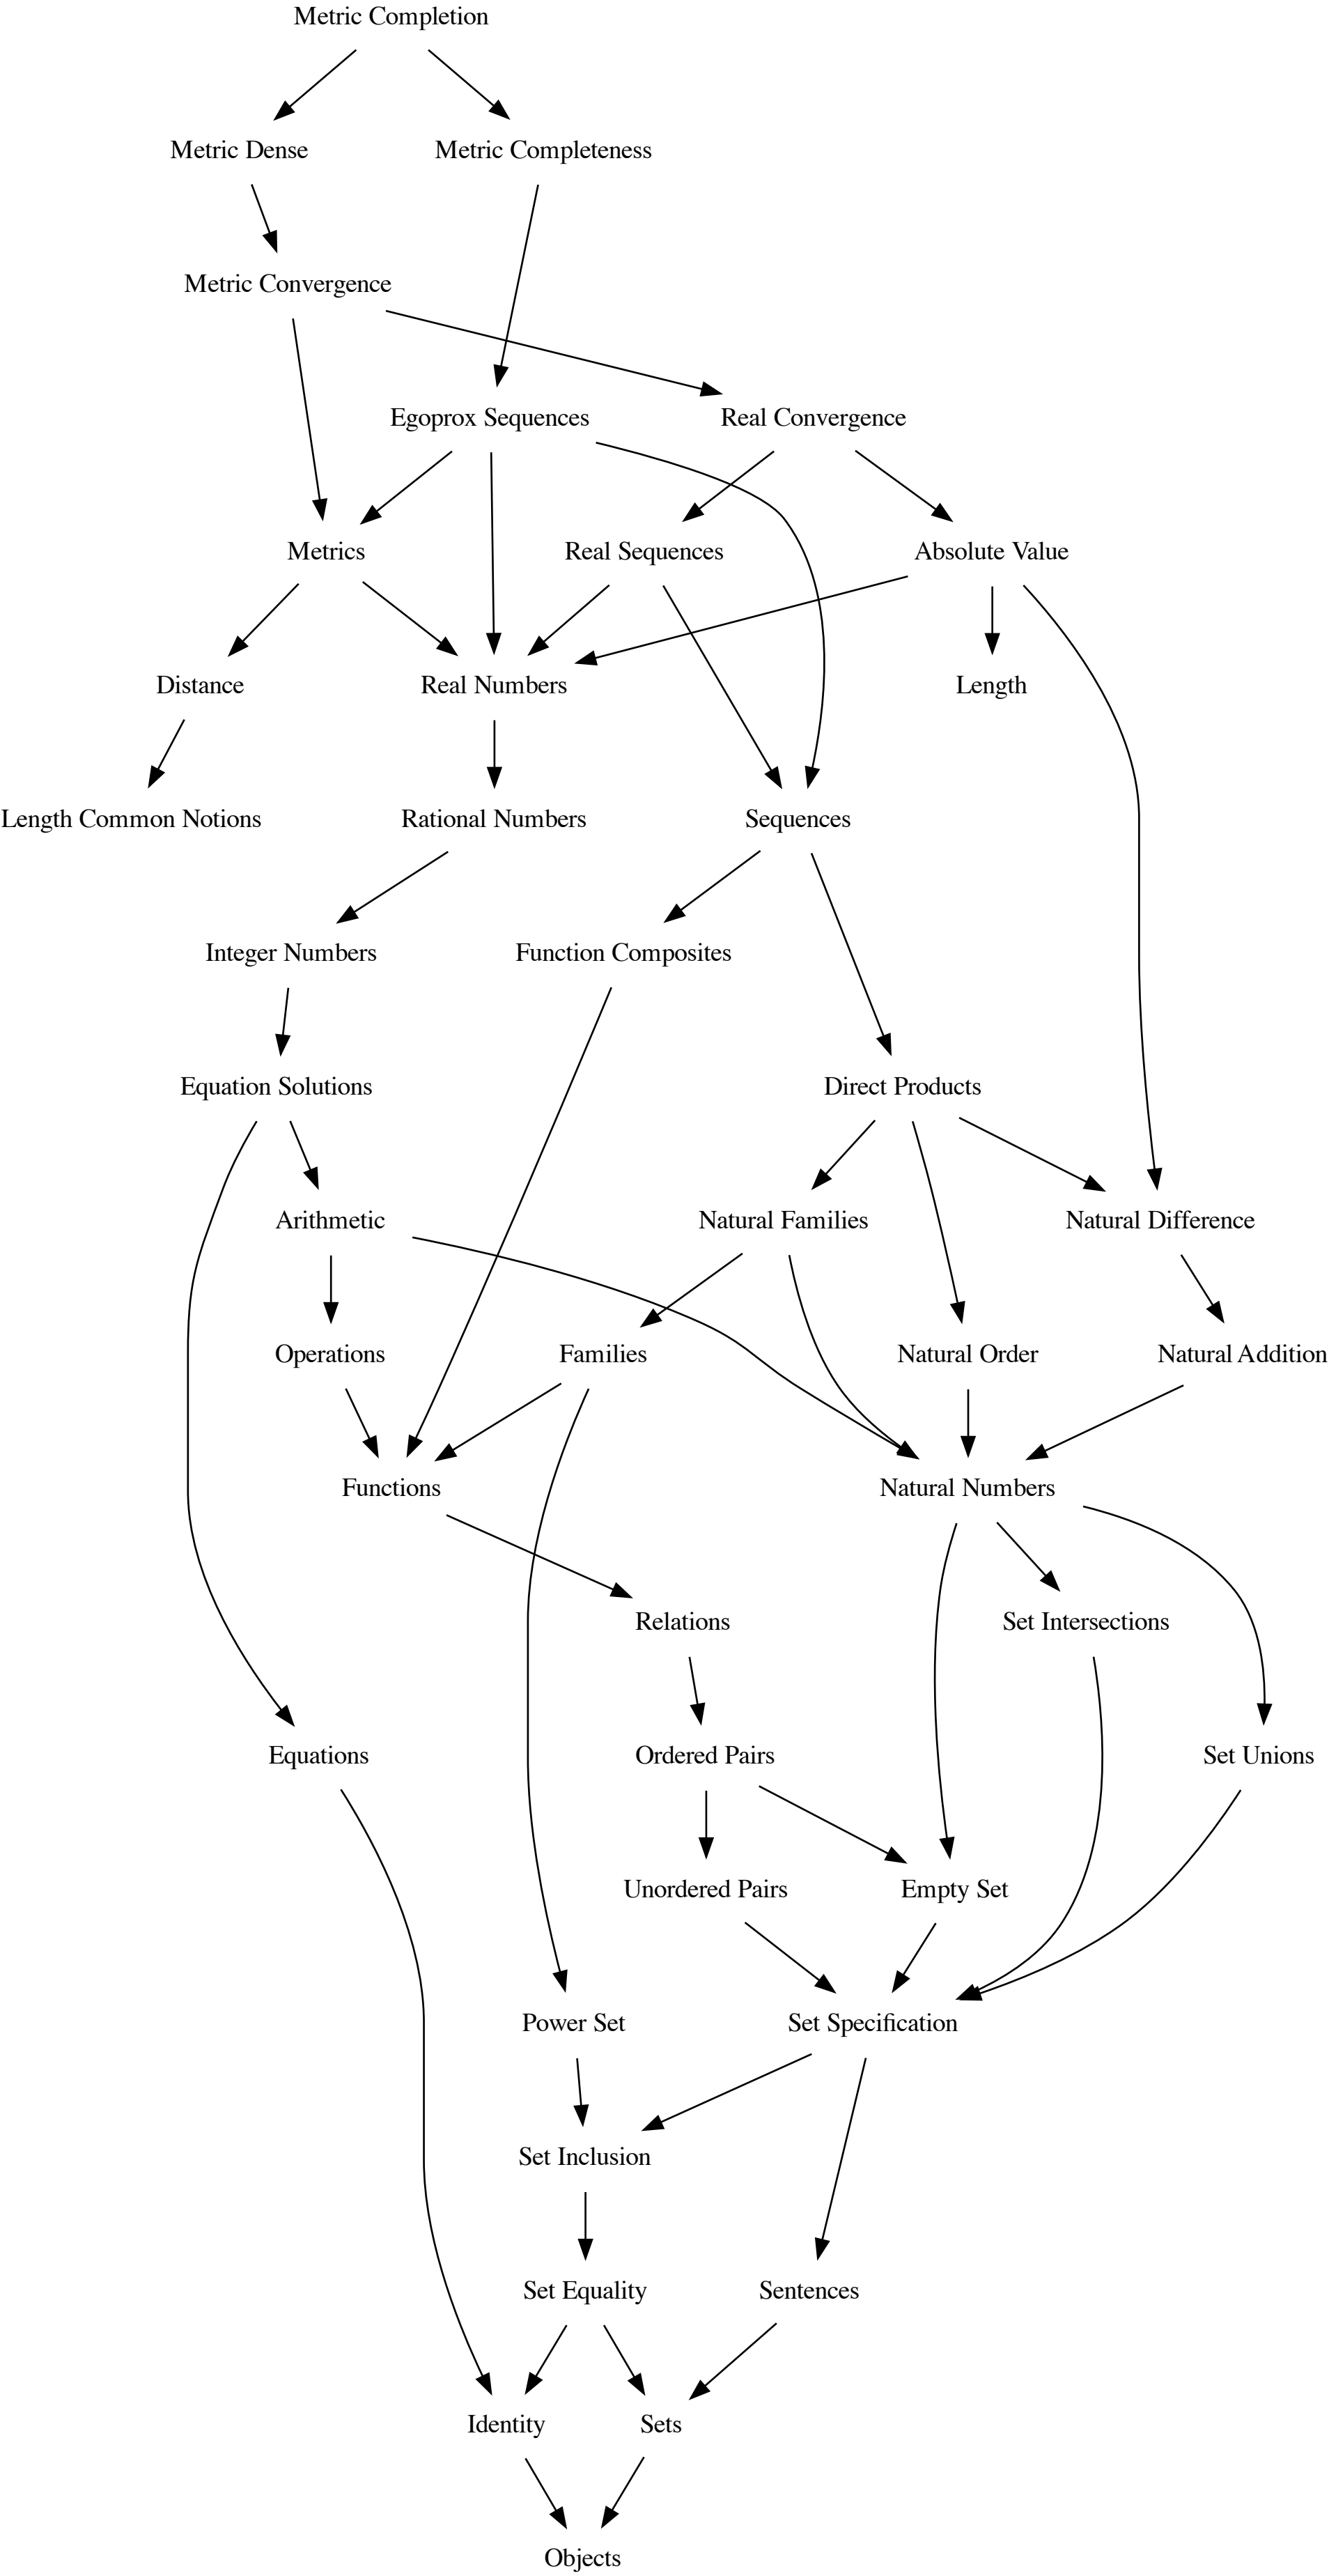 Metric Completion
Metric Dense
Metric Completeness
Metric Convergence
Egoprox Sequences
Real Convergence
Metrics
Real Sequences
Absolute Value
Distance
Real Numbers
Length
Length Common Notions
Rational Numbers
Sequences
Integer Numbers
Function Composites
Equation Solutions
Direct Products
Arithmetic
Natural Families
Natural Difference
Operations
Families
Natural Order
Natural Addition
Functions
Natural Numbers
Relations
Set Intersections
Equations
Ordered Pairs
Set Unions
Unordered Pairs
Empty Set
Power Set
Set Specification
Set Inclusion
Set Equality
Sentences
Identity
Sets
Objects